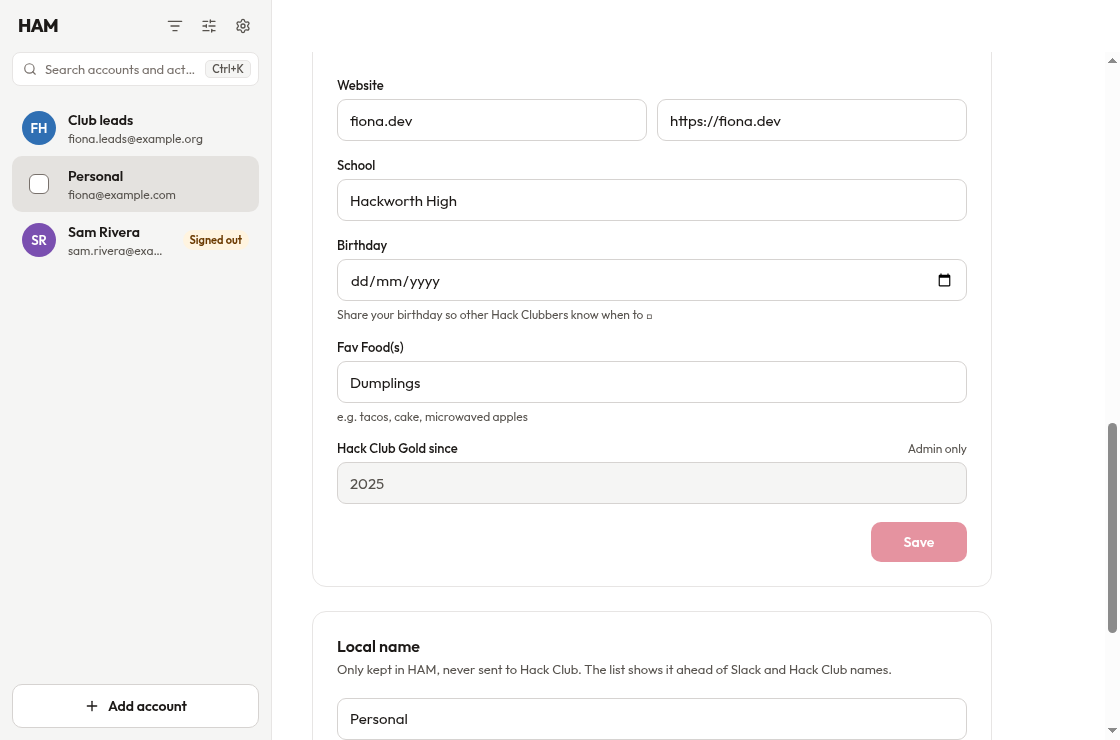 HAM
Search accounts and act...
Ctrl+K
FH
Club leads
fiona.leads@example.org
Personal
fiona@example.com
SR
Sam Rivera
sam.rivera@exa...
Signed out
Add account
Website
fiona.dev
https://fiona.dev
School
Hackworth High
Birthday
dd/mm/yyyy
Share your birthday so other Hack Clubbers know when to
Fav Food(s)
Dumplings
e.g. tacos, cake, microwaved apples
Hack Club Gold since
Admin only
2025
Save
Local name
Only kept in HAM, never sent to Hack Club. The list shows it ahead of Slack and Hack Club names.
Personal